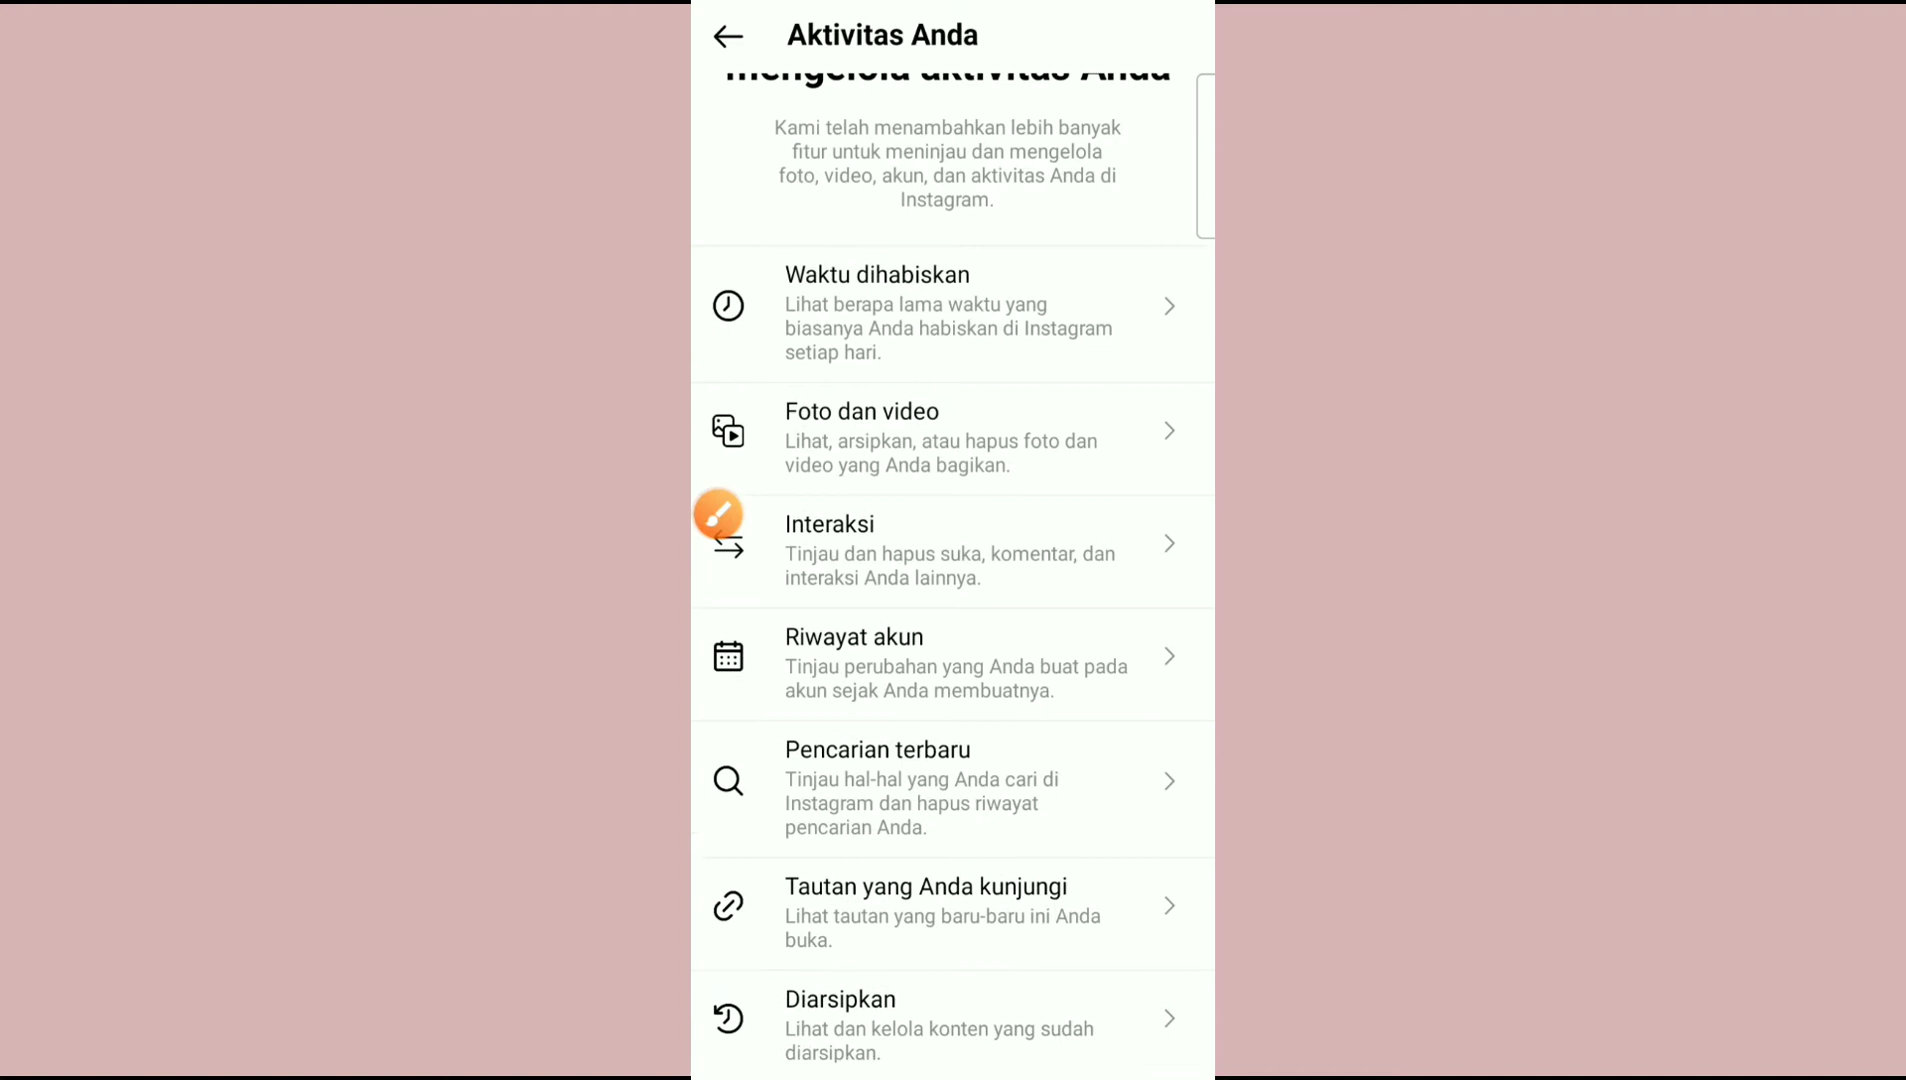 Aktivitas Anda
mengelola aktivitas Anda
Kami telah menambahkan lebih banyak
fitur untuk meninjau dan mengelola
foto, video, akun, dan aktivitas Anda di
Instagram.
Waktu dihabiskan
Lihat berapa lama waktu yang
biasanya Anda habiskan di Instagram
setiap hari.
Foto dan video
Lihat, arsipkan, atau hapus foto dan
video yang Anda bagikan.
Interaksi
Tinjau dan hapus suka, komentar, dan
interaksi Anda lainnya.
Riwayat akun
Tinjau perubahan yang Anda buat pada
akun sejak Anda membuatnya.
Pencarian terbaru
Tinjau hal-hal yang Anda cari di
Instagram dan hapus riwayat
pencarian Anda.
Tautan yang Anda kunjungi
Lihat tautan yang baru-baru ini Anda
buka.
Diarsipkan
Lihat dan kelola konten yang sudah
diarsipkan.